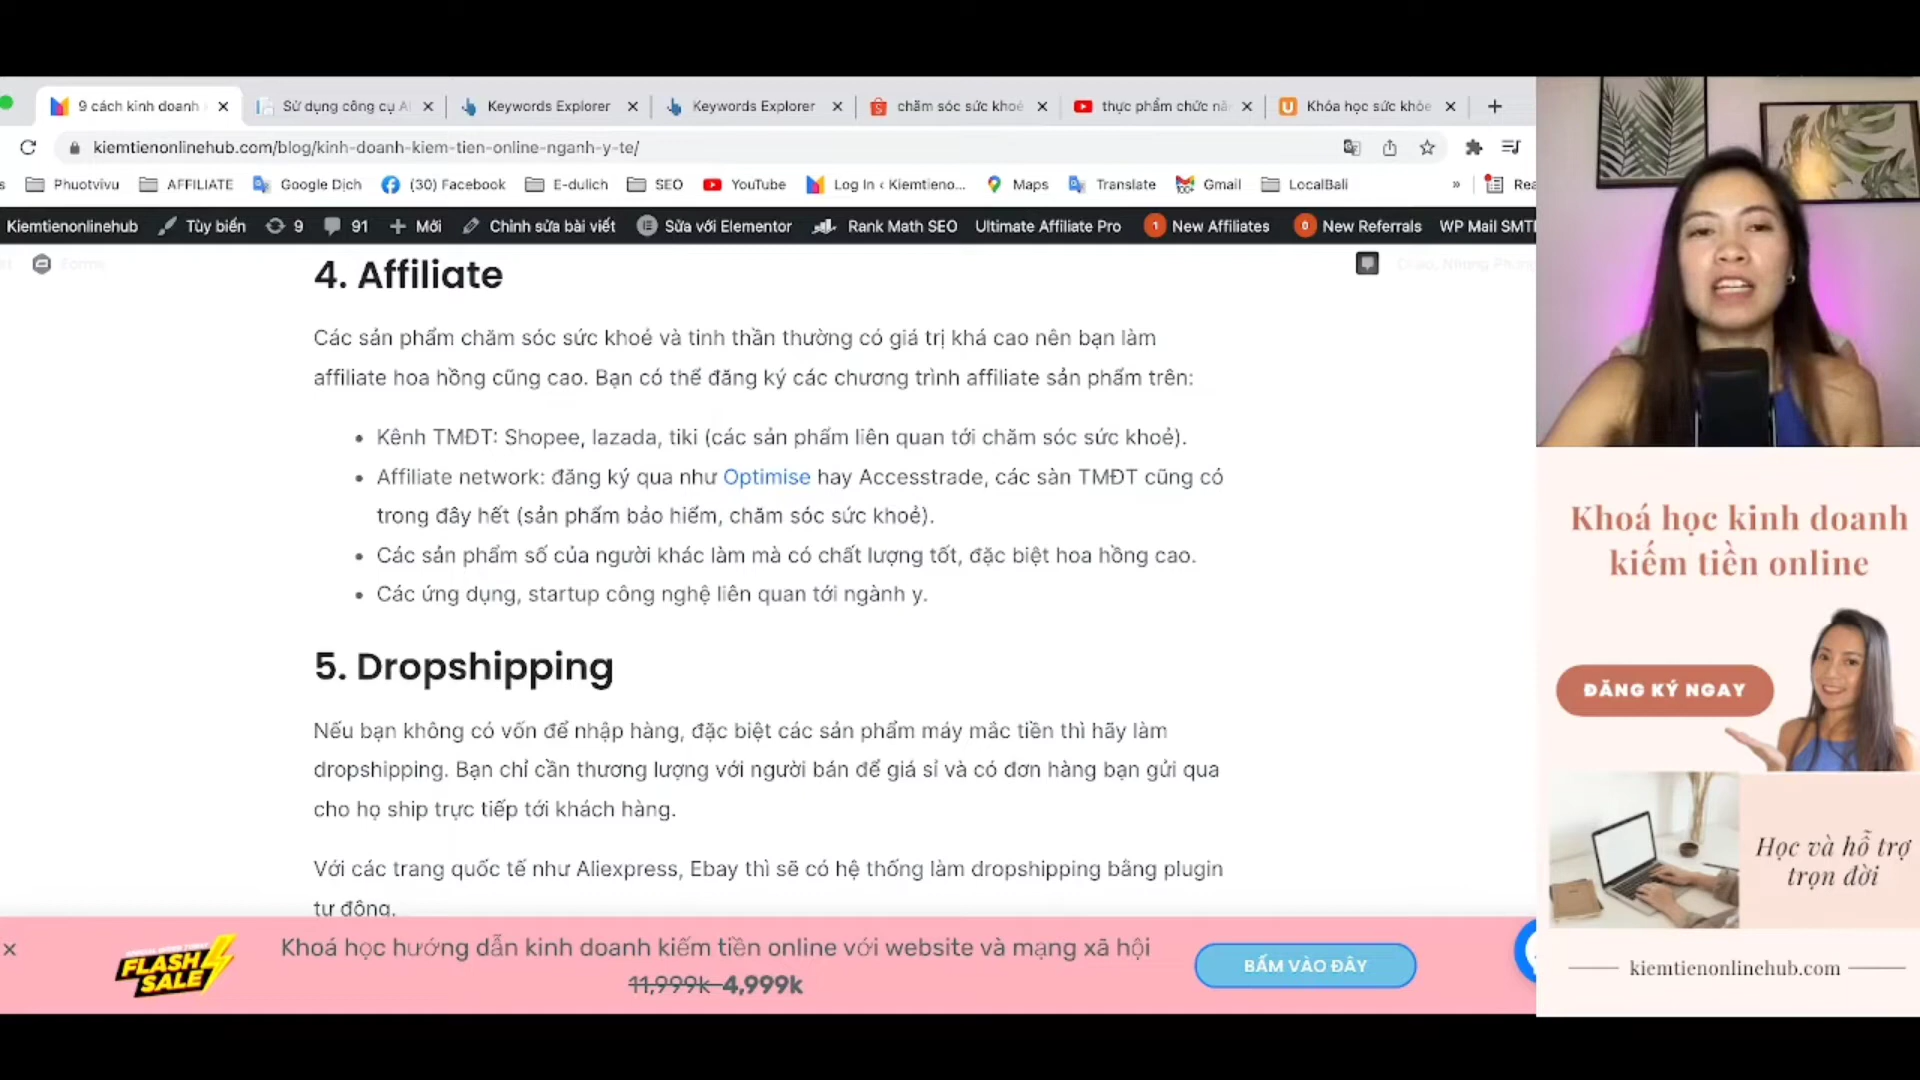 9 cách kinh doanh
Sử dụng công cụ
Keywords Explorer
Keywords Explorer
chăm sóc sức khoẻ
thực phẩm chức
Khóa học sức khỏe
kiemtienonlinehub.com/blog/kinh-doanh-kiem-tien-online-nganh-y-te/
Phuotvivu
AFFILIATE
Google Dịch
(30) Facebook
E-dulich
SEO
YouTube
Log In ‹ Kiemtieno...
Maps
Translate
Gmail
LocalBali
»
Kiemtienonlinehub
Tùy biến
9
91
Mới
Chỉnh sửa bài viết
Sửa với Elementor
Rank Math SEO
Ultimate Affiliate Pro
1 New Affiliates
0 New Referrals
WP Mail SMTP
Forms
4. Affiliate
Các sản phẩm chăm sóc sức khoẻ và tinh thần thường có giá trị khá cao nên bạn làm
affiliate hoa hồng cũng cao. Bạn có thể đăng ký các chương trình affiliate sản phẩm trên:
• Kênh TMĐT: Shopee, lazada, tiki (các sản phẩm liên quan tới chăm sóc sức khoẻ).
• Affiliate network: đăng ký qua như Optimise hay Accesstrade, các sàn TMĐT cũng có
trong đây hết (sản phẩm bảo hiểm, chăm sóc sức khoẻ).
• Các sản phẩm số của người khác làm mà có chất lượng tốt, đặc biệt hoa hồng cao.
• Các ứng dụng, startup công nghệ liên quan tới ngành y.
5. Dropshipping
Nếu bạn không có vốn để nhập hàng, đặc biệt các sản phẩm máy mắc tiền thì hãy làm
dropshipping. Bạn chỉ cần thương lượng với người bán để giá sỉ và có đơn hàng bạn gửi qua
cho họ ship trực tiếp tới khách hàng.
Với các trang quốc tế như Aliexpress, Ebay thì sẽ có hệ thống làm dropshipping bằng plugin
tự động.
FLASH
SALE
Khoá học hướng dẫn kinh doanh kiếm tiền online với website và mạng xã hội
11,999k 4,999k
BẤM VÀO ĐÂY
Khoá học kinh doanh
kiếm tiền online
ĐĂNG KÝ NGAY
Học và hỗ trợ
trọn đời
kiemtienonlinehub.com